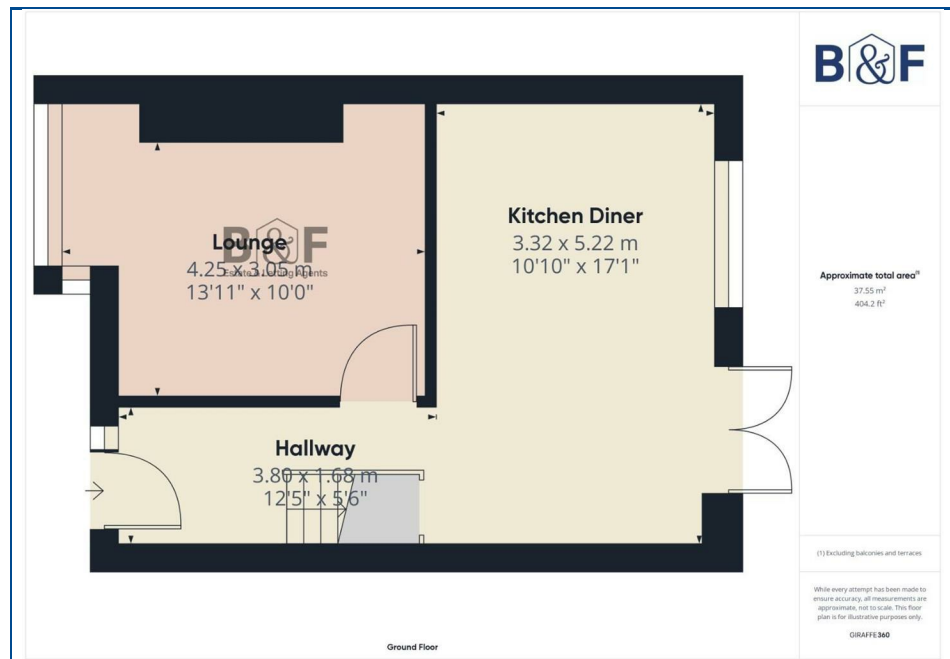 B&F
Kitchen Diner
3.32 x 5.22 m
10'10" x 17'1"
B&F
Estate & Letting Agents
Lounge
4.25 x 3.05 m
13'11" x 10'0"
Hallway
3.80 x 1.68 m
12'5" x 5'6"
Ground Floor
Approximate total area(1)
37.55 m²
404.2 ft²
(1) Excluding balconies and terraces
While every attempt has been made to
ensure accuracy, all measurements are
approximate, not to scale. This floor
plan is for illustrative purposes only.
GIRAFFE360